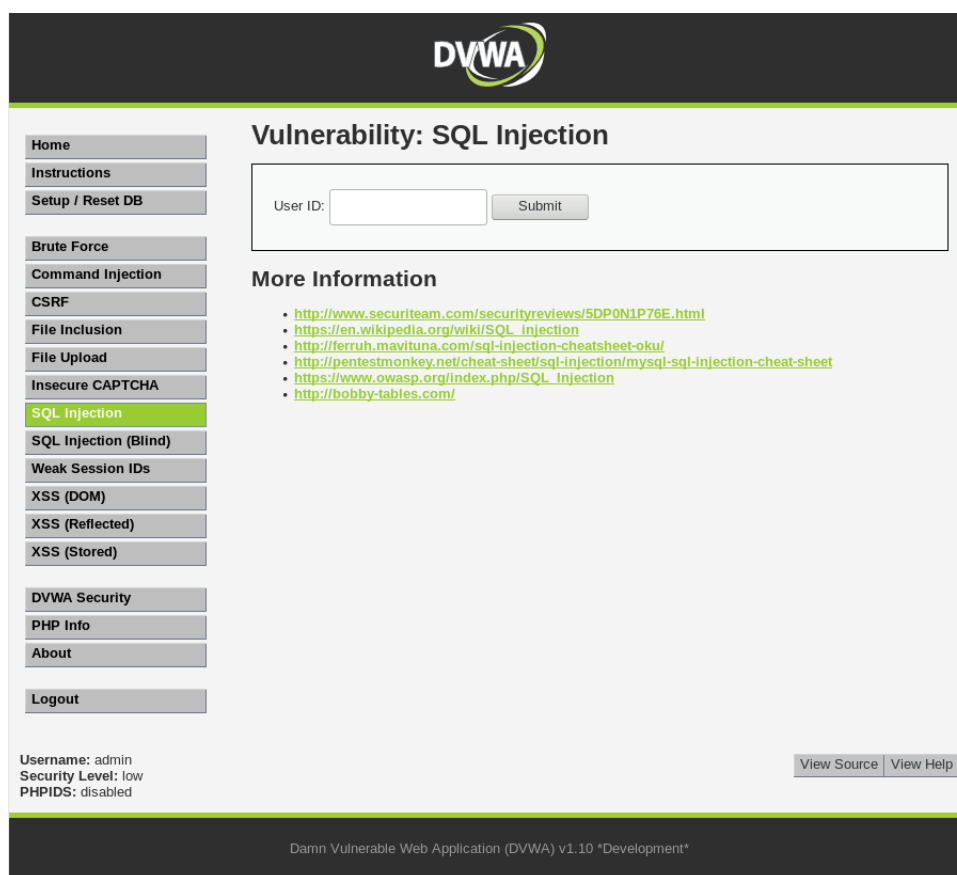 DVWA
Home
Instructions
Setup / Reset DB
Brute Force
Command Injection
CSRF
File Inclusion
File Upload
Insecure CAPTCHA
SQL Injection
SQL Injection (Blind)
Weak Session IDs
XSS (DOM)
XSS (Reflected)
XSS (Stored)
DVWA Security
PHP Info
About
Logout
Vulnerability: SQL Injection
User ID: Submit
More Information
• http://www.securiteam.com/securityreviews/5DP0N1P76E.html
• https://en.wikipedia.org/wiki/SQL_injection
• http://ferruh.mavituna.com/sql-injection-cheatsheet-oku/
• http://pentestmonkey.net/cheat-sheet/sql-injection/mysql-sql-injection-cheat-sheet
• https://www.owasp.org/index.php/SQL_Injection
• http://bobby-tables.com/
Username: admin
Security Level: low
PHPIDS: disabled
View Source View Help
Damn Vulnerable Web Application (DVWA) v1.10 *Development*